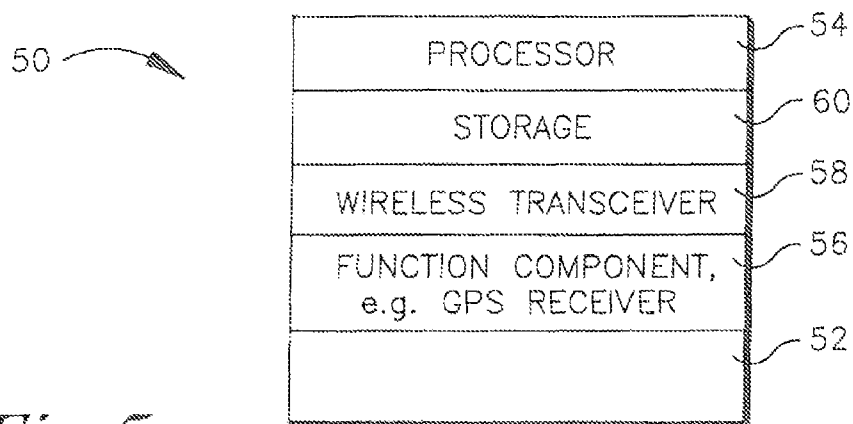 50
PROCESSOR
54
STORAGE
60
WIRELESS TRANSCEIVER
58
FUNCTION COMPONENT,
e.g. GPS RECEIVER
56
52